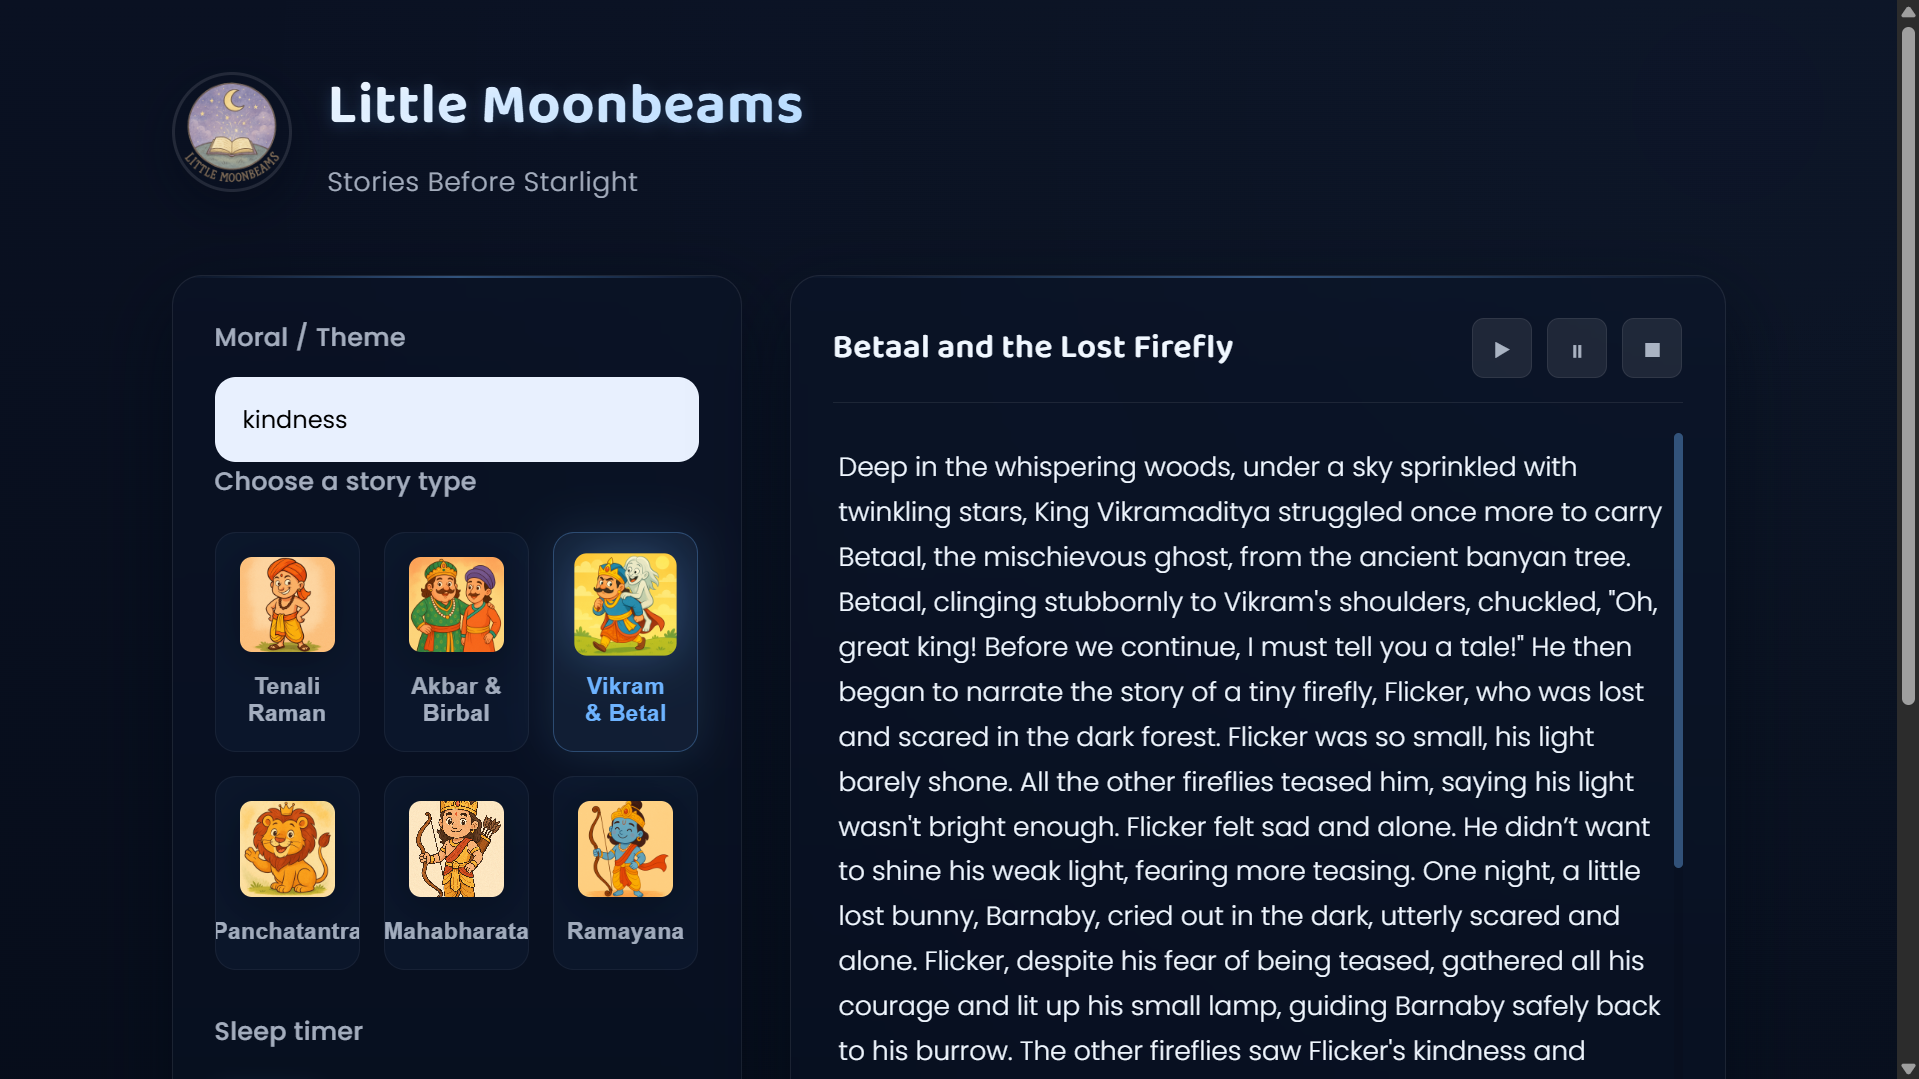 LITTLE MOONBEAMS
Little Moonbeams
Stories Before Starlight
Moral / Theme
kindness
Choose a story type
Tenali
Raman
Akbar &
Birbal
Vikram
& Betal
Panchatantra
Mahabharata
Ramayana
Sleep timer
Betaal and the Lost Firefly
Deep in the whispering woods, under a sky sprinkled with
twinkling stars, King Vikramaditya struggled once more to carry
Betaal, the mischievous ghost, from the ancient banyan tree.
Betaal, clinging stubbornly to Vikram's shoulders, chuckled, "Oh,
great king! Before we continue, I must tell you a tale!" He then
began to narrate the story of a tiny firefly, Flicker, who was lost
and scared in the dark forest. Flicker was so small, his light
barely shone. All the other fireflies teased him, saying his light
wasn't bright enough. Flicker felt sad and alone. He didn’t want
to shine his weak light, fearing more teasing. One night, a little
lost bunny, Barnaby, cried out in the dark, utterly scared and
alone. Flicker, despite his fear of being teased, gathered all his
courage and lit up his small lamp, guiding Barnaby safely back
to his burrow. The other fireflies saw Flicker's kindness and